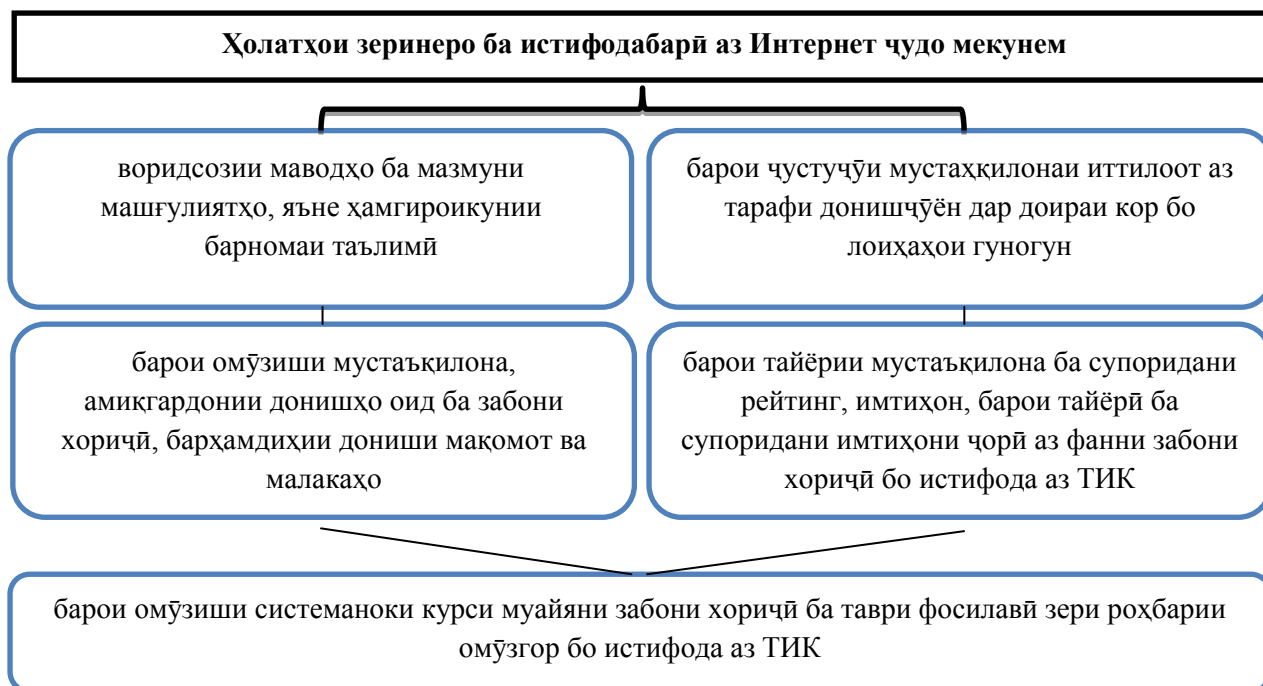 Ҳолатҳои зеринеро ба истифодабарӣ аз Интернет ҷудо мекунем
воридсозии маводҳо ба мазмуни
машғулиятҳо, яъне ҳамгироикунии
барномаи таълимӣ
барои ҷустуҷӯи мустаҳқилонаи иттилоот аз
тарафи донишҷӯён дар доираи кор бо
лоиҳаҳои гуногун
барои омӯзиши мустаъқилона,
амиқгардонии донишҳо оид ба забони
хориҷӣ, барҳамдиҳии дониши мақомот ва
малакаҳо
барои тайёрии мустаъқилона ба супоридани
рейтинг, имтиҳон, барои тайёрӣ ба
супоридани имтиҳони ҷорӣ аз фанни забони
хориҷӣ бо истифода аз ТИК
барои омӯзиши системаноки курси муайяни забони хориҷӣ ба таври фосилавӣ зери роҳбарии
омӯзгор бо истифода аз ТИК